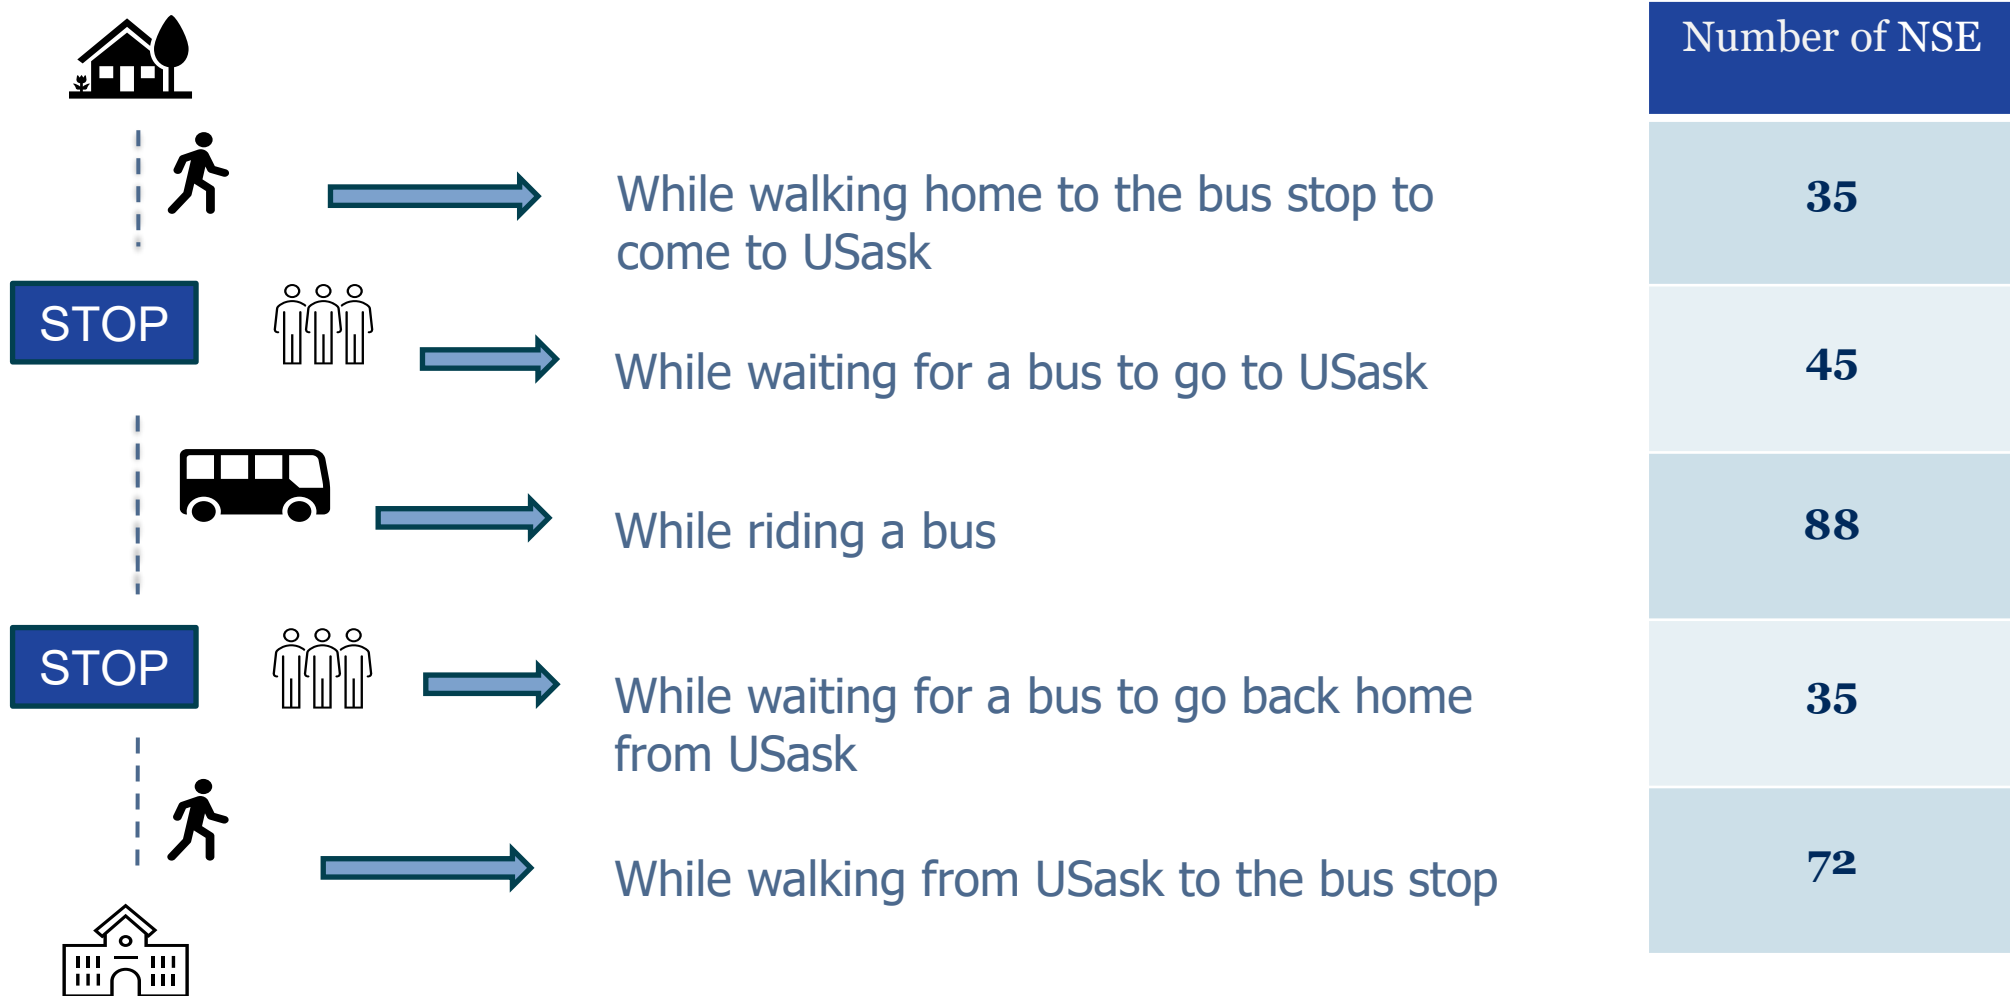 Number of NSE
While walking home to the bus stop to
come to USask
35
STOP
While waiting for a bus to go to USask
45
While riding a bus
88
STOP
While waiting for a bus to go back home
from USask
35
While walking from USask to the bus stop
72